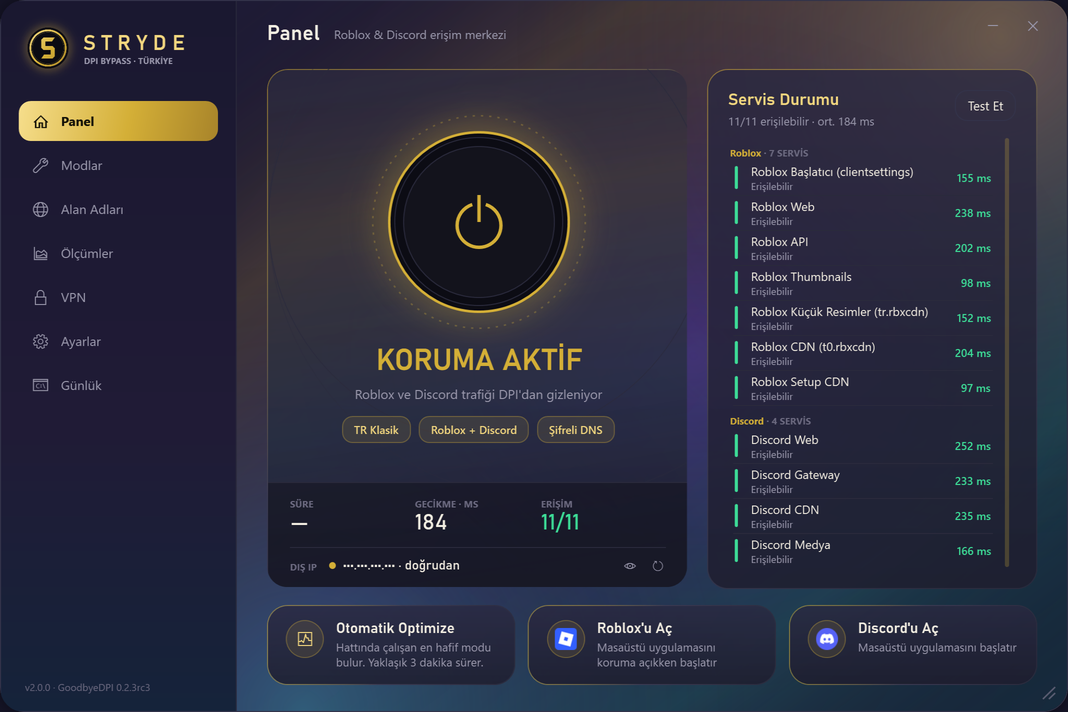 STRYDE
DPI BYPASS · TÜRKİYE
Panel
Modlar
Alan Adları
Ölçümler
VPN
Ayarlar
Günlük
v2.0.0 · GoodbyeDPI 0.2.3rc3
Panel Roblox & Discord erişim merkezi
KORUMA AKTİF
Roblox ve Discord trafiği DPI'dan gizleniyor
TR Klasik Roblox + Discord Şifreli DNS
SÜRE GECİKME · MS ERİŞİM
— 184 11/11
DIŞ IP •••.•••.•••.••• · doğrudan
Servis Durumu
Test Et
11/11 erişilebilir · ort. 184 ms
Roblox · 7 SERVİS
Roblox Başlatıcı (clientsettings)
Erişilebilir
155 ms
Roblox Web
Erişilebilir
238 ms
Roblox API
Erişilebilir
202 ms
Roblox Thumbnails
Erişilebilir
98 ms
Roblox Küçük Resimler (tr.rbxcdn)
Erişilebilir
152 ms
Roblox CDN (t0.rbxcdn)
Erişilebilir
204 ms
Roblox Setup CDN
Erişilebilir
97 ms
Discord · 4 SERVİS
Discord Web
Erişilebilir
252 ms
Discord Gateway
Erişilebilir
233 ms
Discord CDN
Erişilebilir
235 ms
Discord Medya
Erişilebilir
166 ms
Otomatik Optimize
Hattında çalışan en hafif modu
bulur. Yaklaşık 3 dakika sürer.
Roblox'u Aç
Masaüstü uygulamasını
koruma açıkken başlatır
Discord'u Aç
Masaüstü uygulamasını başlatır